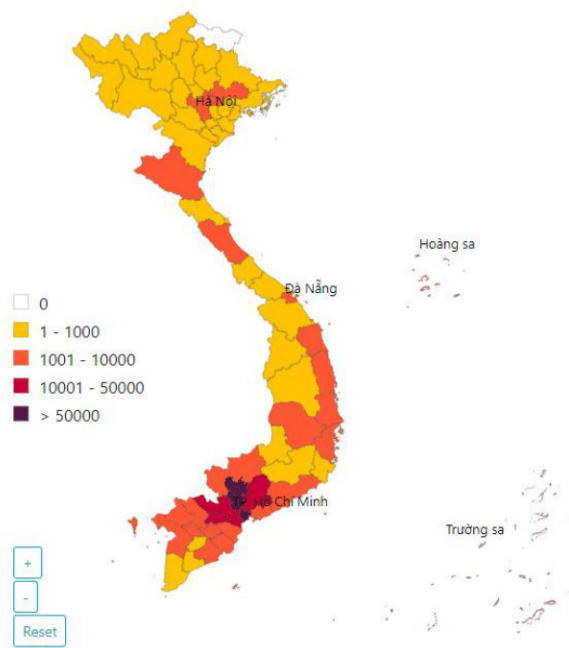 Hà Nội
Hoàng sa
Đà Nẵng
0
1 - 1000
1001 - 10000
10001 - 50000
> 50000
TP. Hồ Chí Minh
Trường sa
+
-
Reset